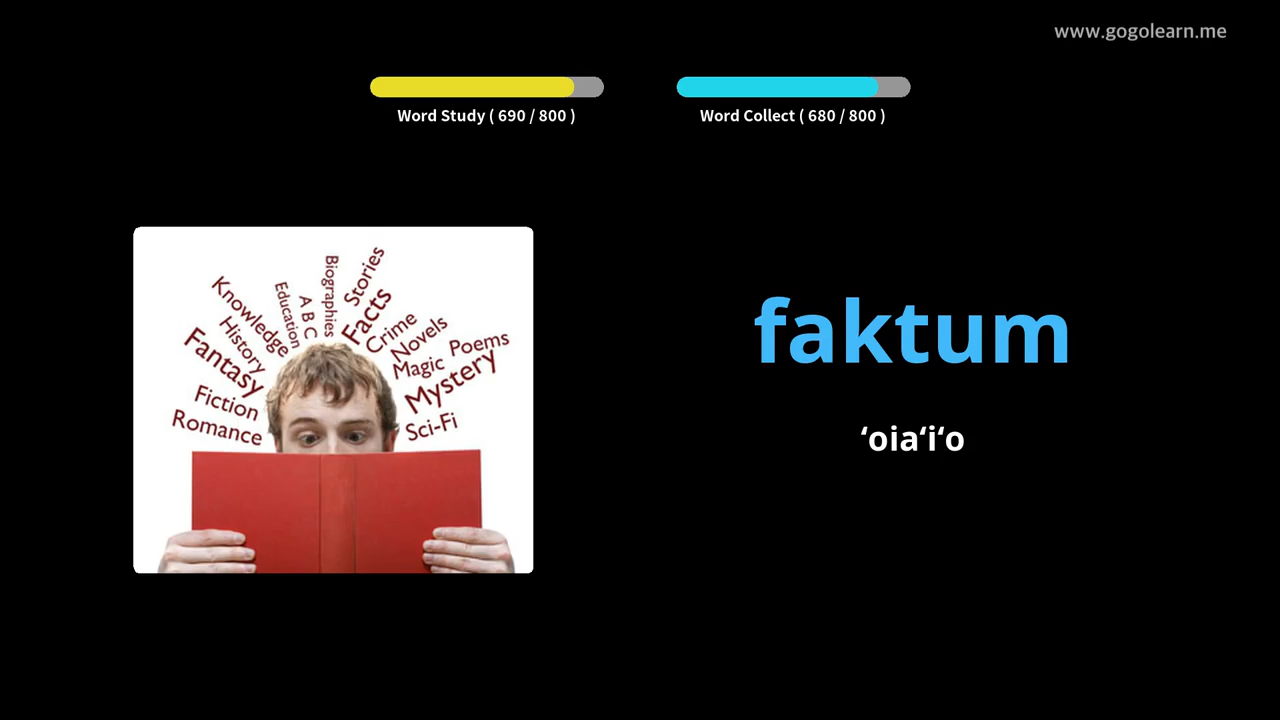 www.gogolearn.me
Word Study ( 690 / 800 )
Word Collect ( 680 / 800 )
Knowledge
Education
A B C
Biographies
Stories
Facts
Crime
Novels
Poems
Magic
Mystery
Sci-Fi
History
Fantasy
Fiction
Romance
faktum
ʻoiaʻiʻo